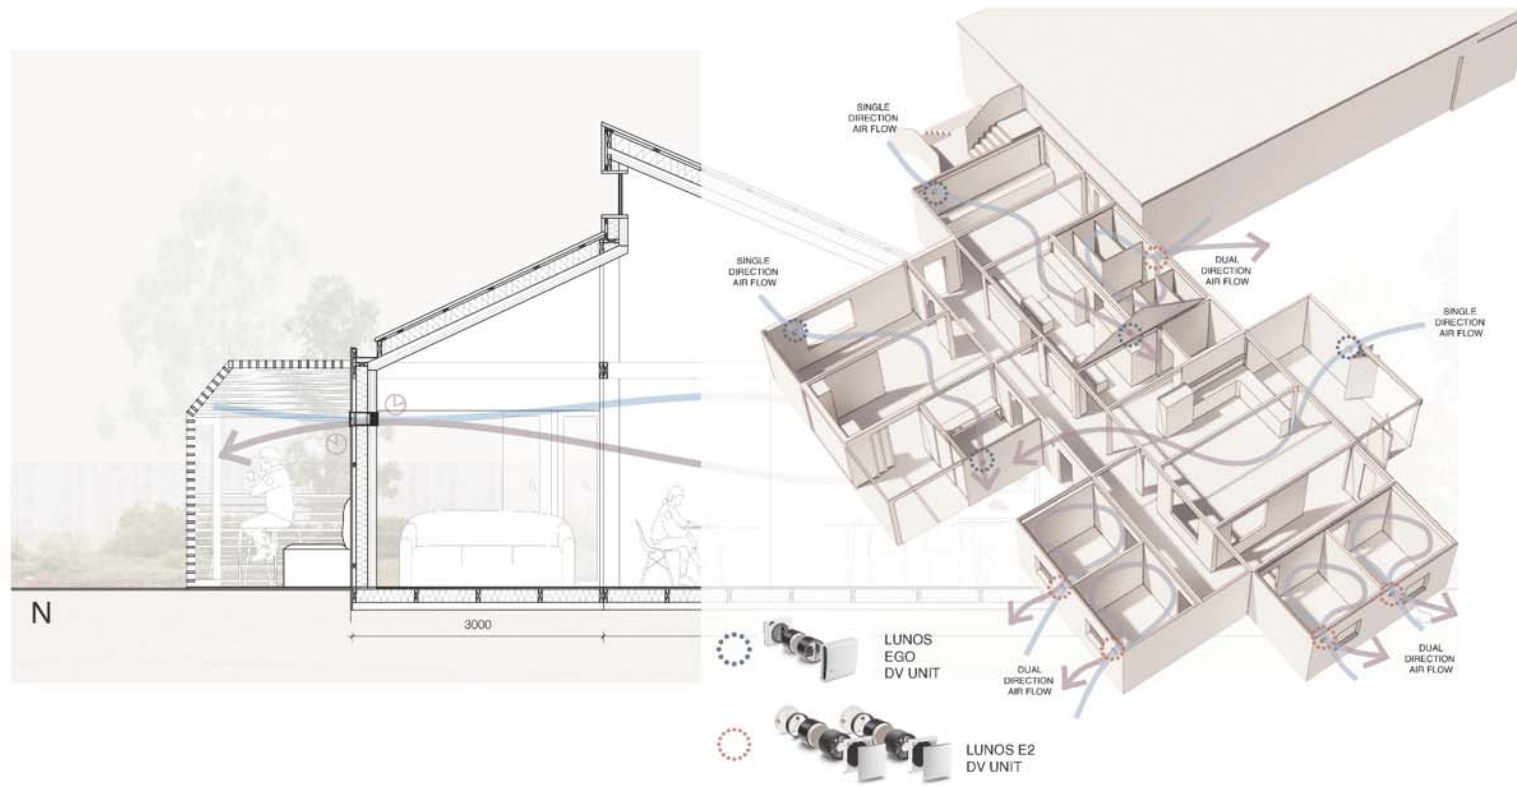 SINGLE
DIRECTION
AIR FLOW
SINGLE
DIRECTION
AIR FLOW
DUAL
DIRECTION
AIR FLOW
SINGLE
DIRECTION
AIR FLOW
N
3000
LUNOS
EGO
DV UNIT
DUAL
DIRECTION
AIR FLOW
DUAL
DIRECTION
AIR FLOW
LUNOS E2
DV UNIT